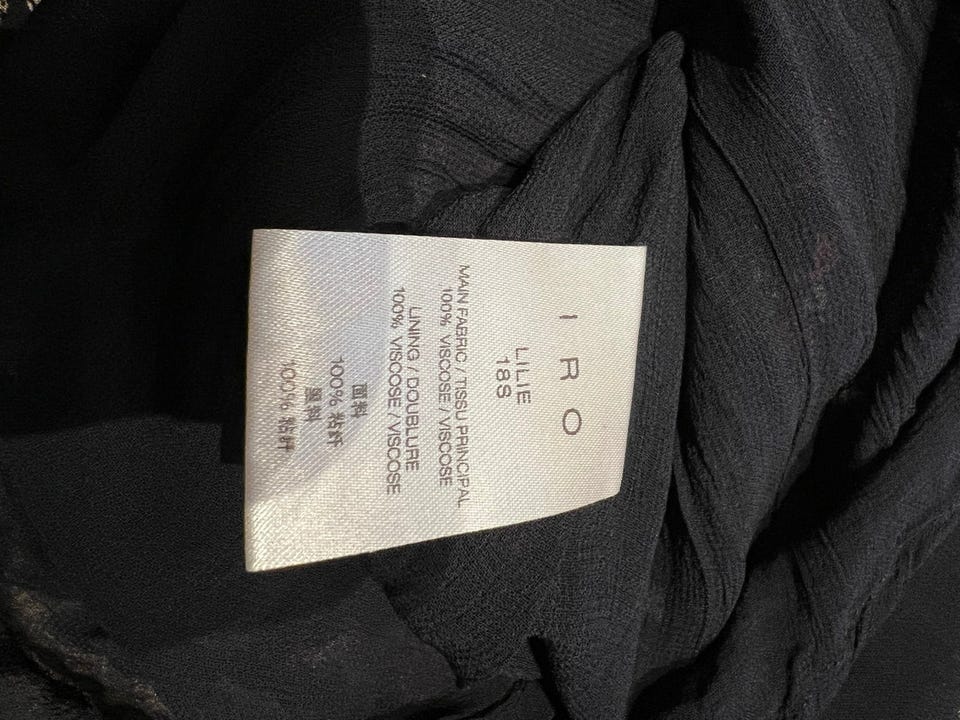 IRO
LILIE
18S
MAIN FABRIC / TISSU PRINCIPAL
100% VISCOSE / VISCOSE
LINING / DOUBLURE
100% VISCOSE / VISCOSE
面料
100% 粘纤
里料
100% 粘纤